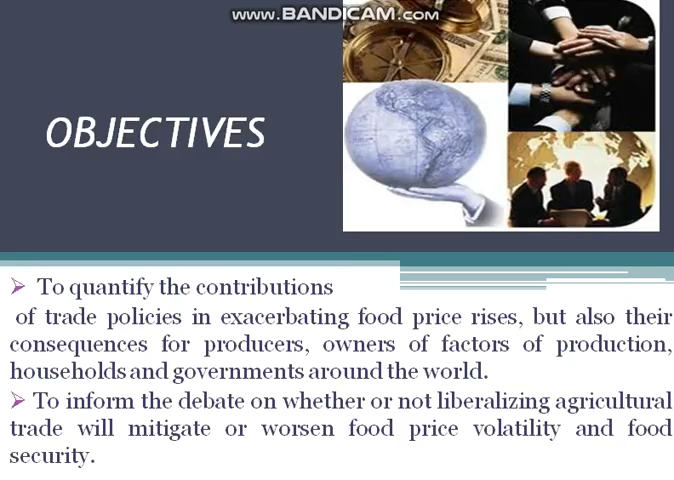 www.BANDICAM.com
OBJECTIVES
➢ To quantify the contributions
of trade policies in exacerbating food price rises, but also their
consequences for producers, owners of factors of production,
households and governments around the world.
➢ To inform the debate on whether or not liberalizing agricultural
trade will mitigate or worsen food price volatility and food
security.